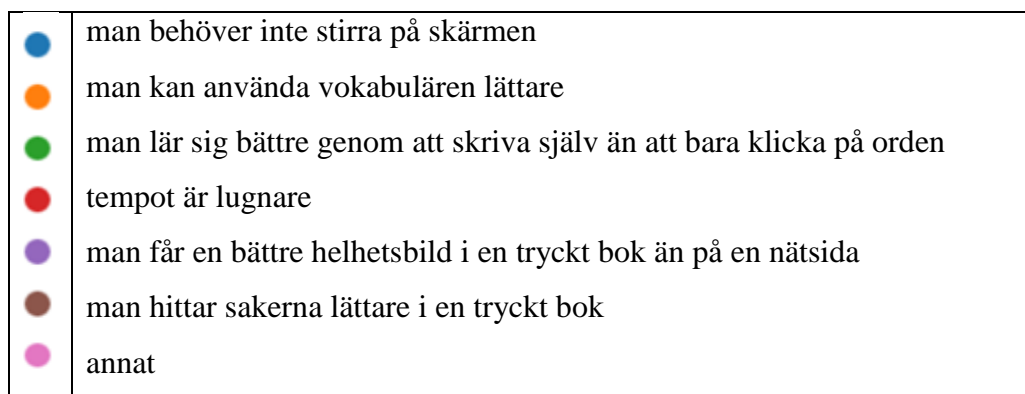 man behöver inte stirra på skärmen
man kan använda vokabulären lättare
man lär sig bättre genom att skriva själv än att bara klicka på orden
tempot är lugnare
man får en bättre helhetsbild i en tryckt bok än på en nätsida
man hittar sakerna lättare i en tryckt bok
annat